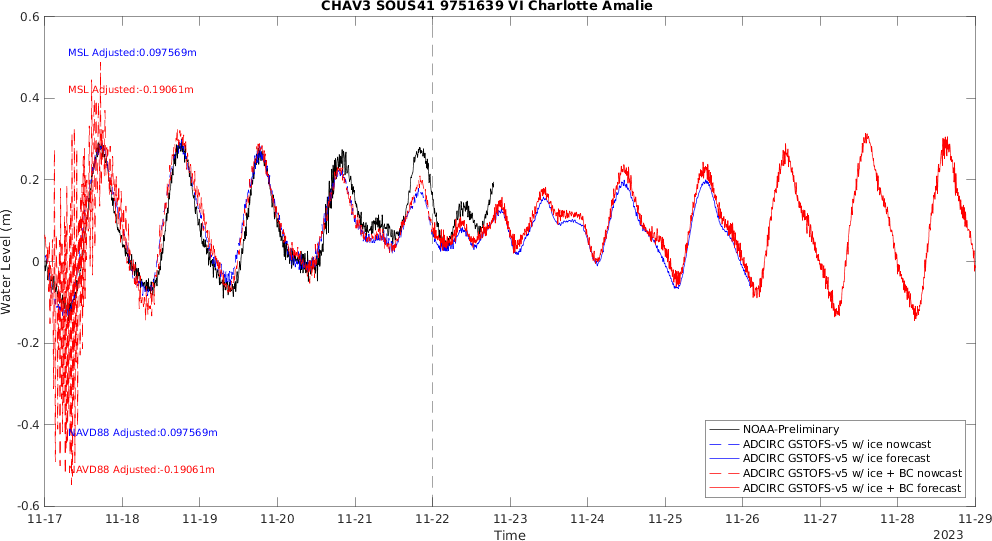 CHAV3 SOUS41 9751639 VI Charlotte Amalie
0.6
0.4
0.2
0
-0.2
-0.4
-0.6
Water Level (m)
MSL Adjusted:0.097569m
MSL Adjusted:-0.19061m
NAVD88 Adjusted:0.097569m
NAVD88 Adjusted:-0.19061m
NOAA-Preliminary
ADCIRC GSTOFS-v5 w/ ice nowcast
ADCIRC GSTOFS-v5 w/ ice forecast
ADCIRC GSTOFS-v5 w/ ice + BC nowcast
ADCIRC GSTOFS-v5 w/ ice + BC forecast
11-17 11-18 11-19 11-20 11-21 11-22 11-23 11-24 11-25 11-26 11-27 11-28 11-29
Time
2023